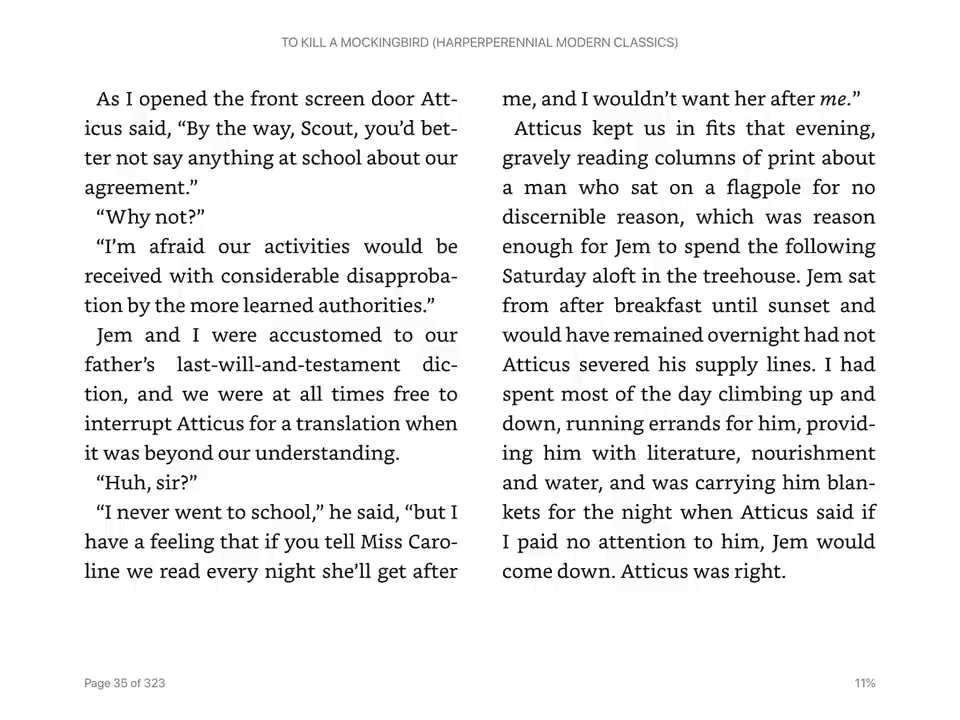 TO KILL A MOCKINGBIRD (HARPERPERENNIAL MODERN CLASSICS)
As I opened the front screen door Att-
icus said, “By the way, Scout, you’d bet-
ter not say anything at school about our
agreement.”
“Why not?”
“I’m afraid our activities would be
received with considerable disapproba-
tion by the more learned authorities.”
Jem and I were accustomed to our
father’s last-will-and-testament dic-
tion, and we were at all times free to
interrupt Atticus for a translation when
it was beyond our understanding.
“Huh, sir?”
“I never went to school,” he said, “but I
have a feeling that if you tell Miss Caro-
line we read every night she’ll get after
me, and I wouldn’t want her after me.”
Atticus kept us in fits that evening,
gravely reading columns of print about
a man who sat on a flagpole for no
discernible reason, which was reason
enough for Jem to spend the following
Saturday aloft in the treehouse. Jem sat
from after breakfast until sunset and
would have remained overnight had not
Atticus severed his supply lines. I had
spent most of the day climbing up and
down, running errands for him, provid-
ing him with literature, nourishment
and water, and was carrying him blan-
kets for the night when Atticus said if
I paid no attention to him, Jem would
come down. Atticus was right.
Page 35 of 323
11%